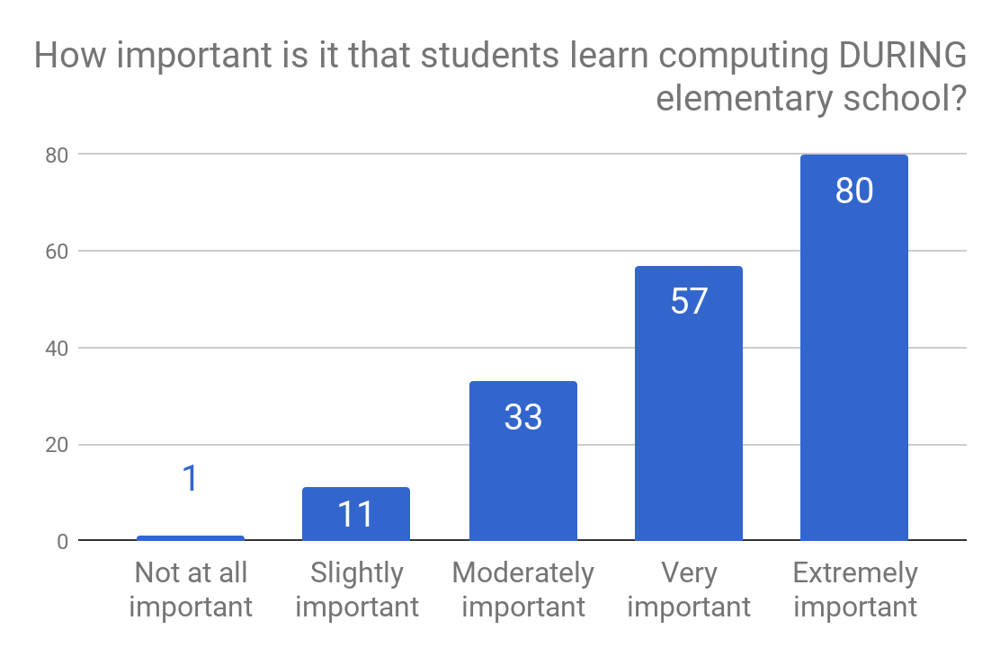 How important is it that students learn computing DURING
elementary school?
80
60
40
20
0
1
11
33
57
80
Not at all
important
Slightly
important
Moderately
important
Very
important
Extremely
important